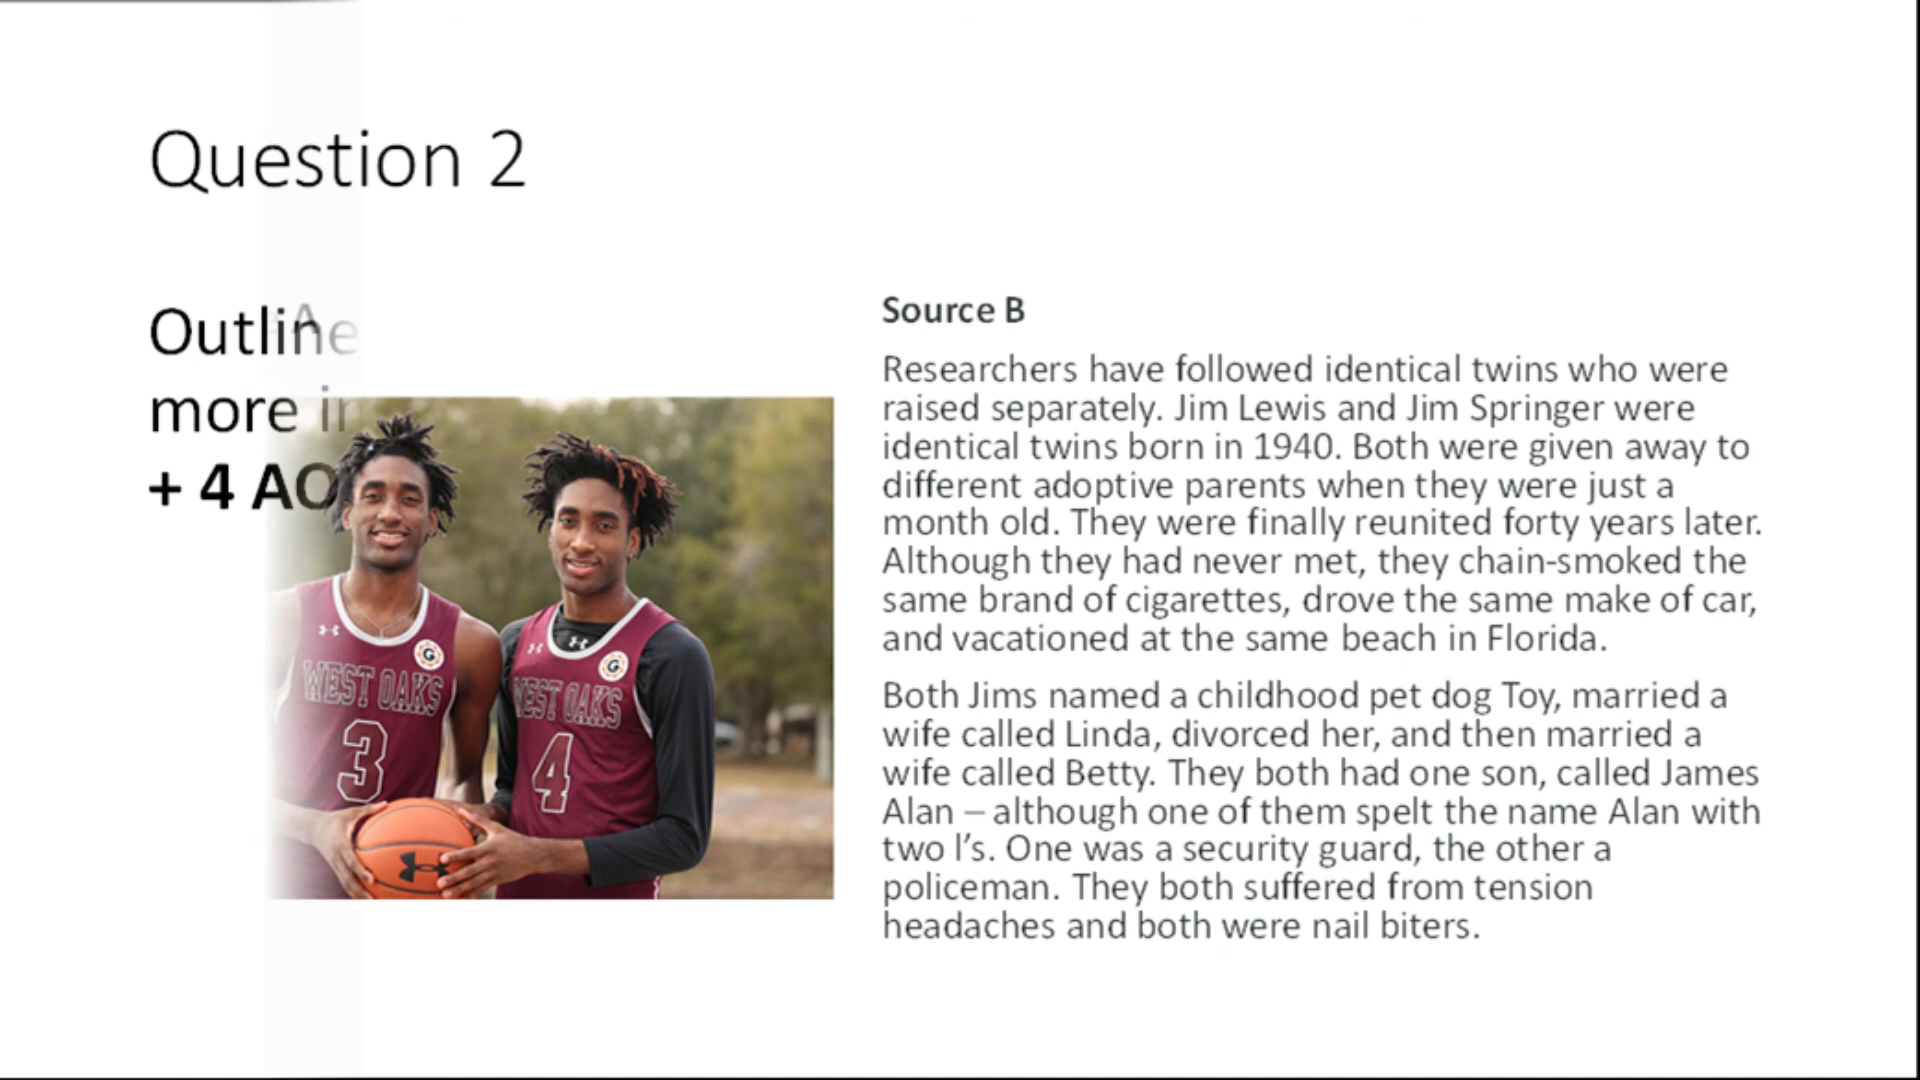 Question 2
Outline
more in
+ 4 AO
WEST OAKS
3
WEST OAKS
4
Source B
Researchers have followed identical twins who were
raised separately. Jim Lewis and Jim Springer were
identical twins born in 1940. Both were given away to
different adoptive parents when they were just a
month old. They were finally reunited forty years later.
Although they had never met, they chain-smoked the
same brand of cigarettes, drove the same make of car,
and vacationed at the same beach in Florida.
Both Jims named a childhood pet dog Toy, married a
wife called Linda, divorced her, and then married a
wife called Betty. They both had one son, called James
Alan – although one of them spelt the name Alan with
two l’s. One was a security guard, the other a
policeman. They both suffered from tension
headaches and both were nail biters.